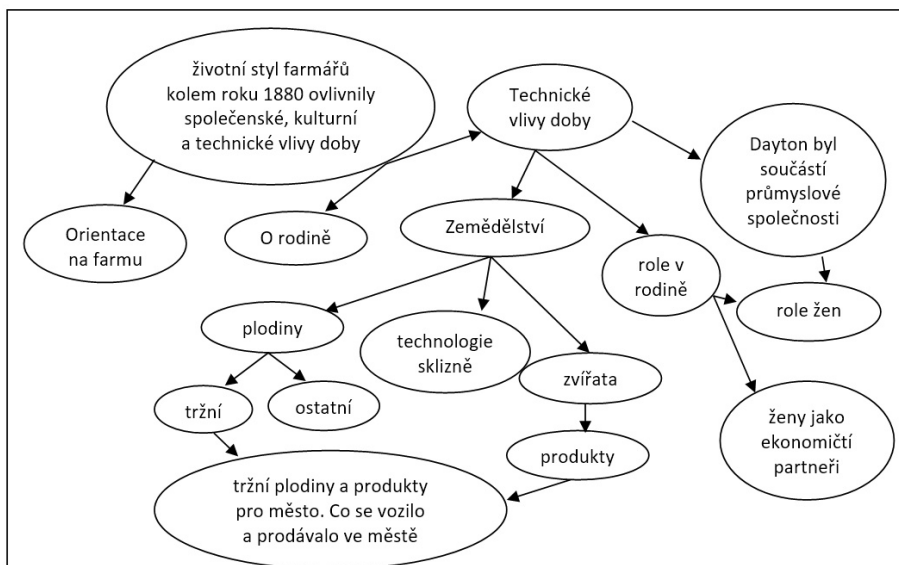 životní styl farmářů
kolem roku 1880 ovlivnily
společenské, kulturní
a technické vlivy doby
Technické
vlivy doby
Dayton byl
součástí
průmyslové
společnosti
Orientace
na farmu
O rodině
Zemědělství
role v
rodině
role žen
plodiny
technologie
sklizně
zvířata
tržní
ostatní
ženy jako
ekonomičtí
partneři
produkty
tržní plodiny a produkty
pro město. Co se vozilo
a prodávalo ve městě